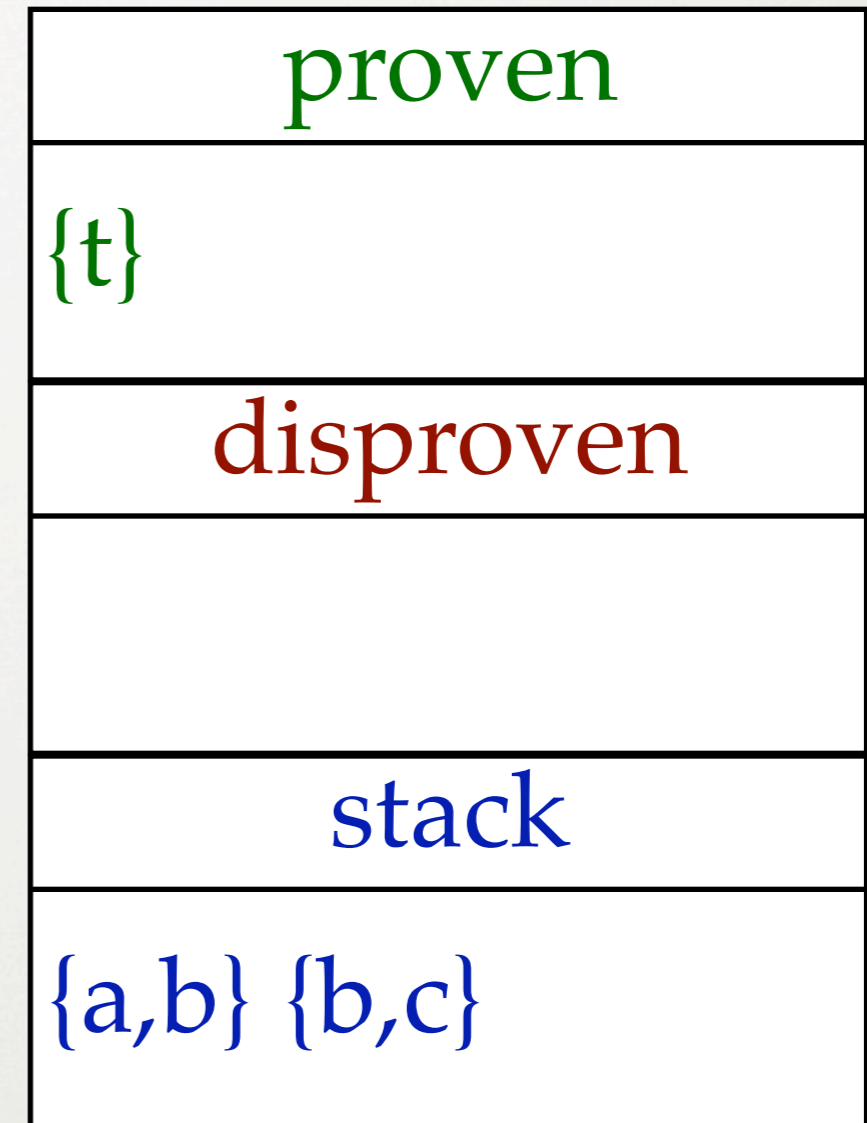 proven
{t}
disproven
stack
{a,b} {b,c}